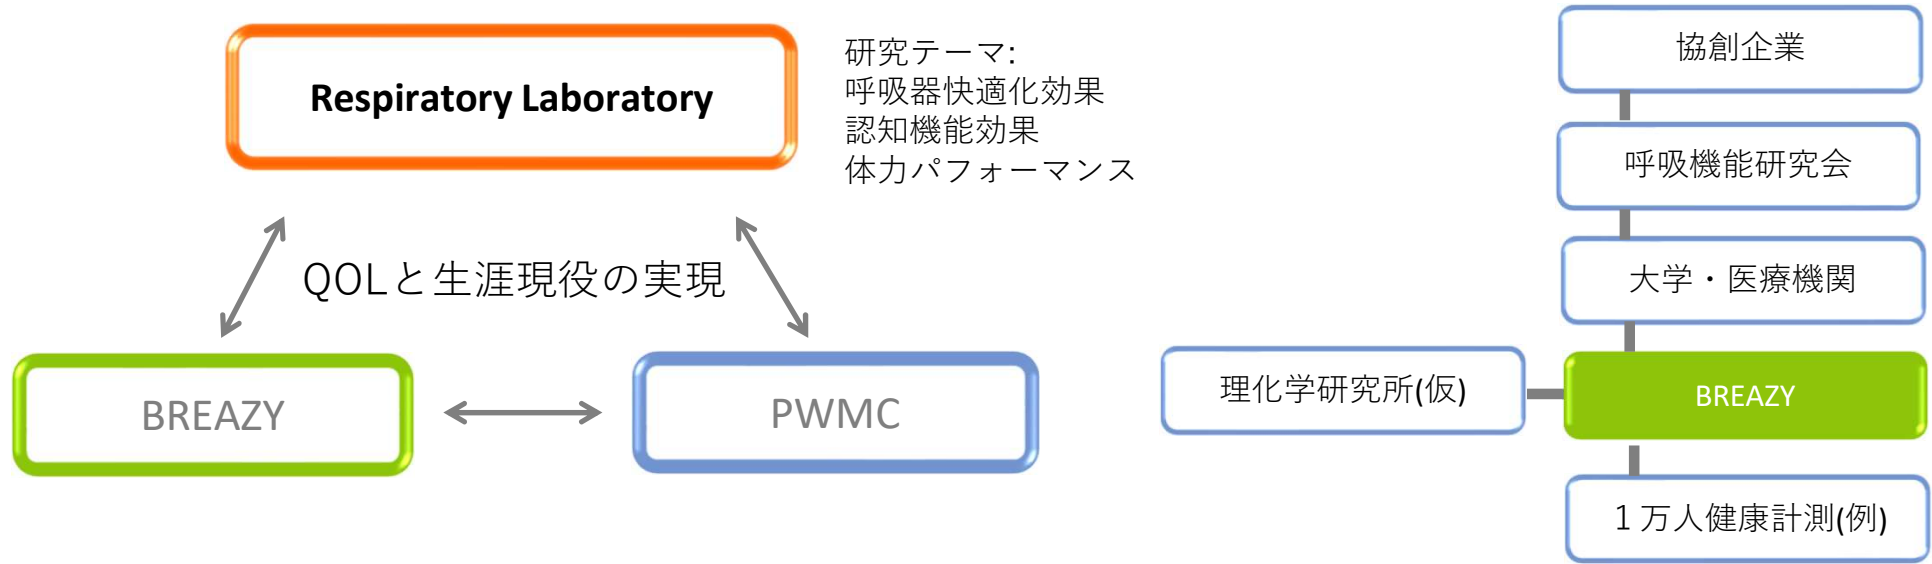 Respiratory Laboratory
研究テーマ:
呼吸器快適化効果
認知機能効果
体力パフォーマンス
QOLと生涯現役の実現
BREAZY
PWMC
協創企業
呼吸機能研究会
大学・医療機関
理化学研究所(仮)
BREAZY
１万人健康計測(例)